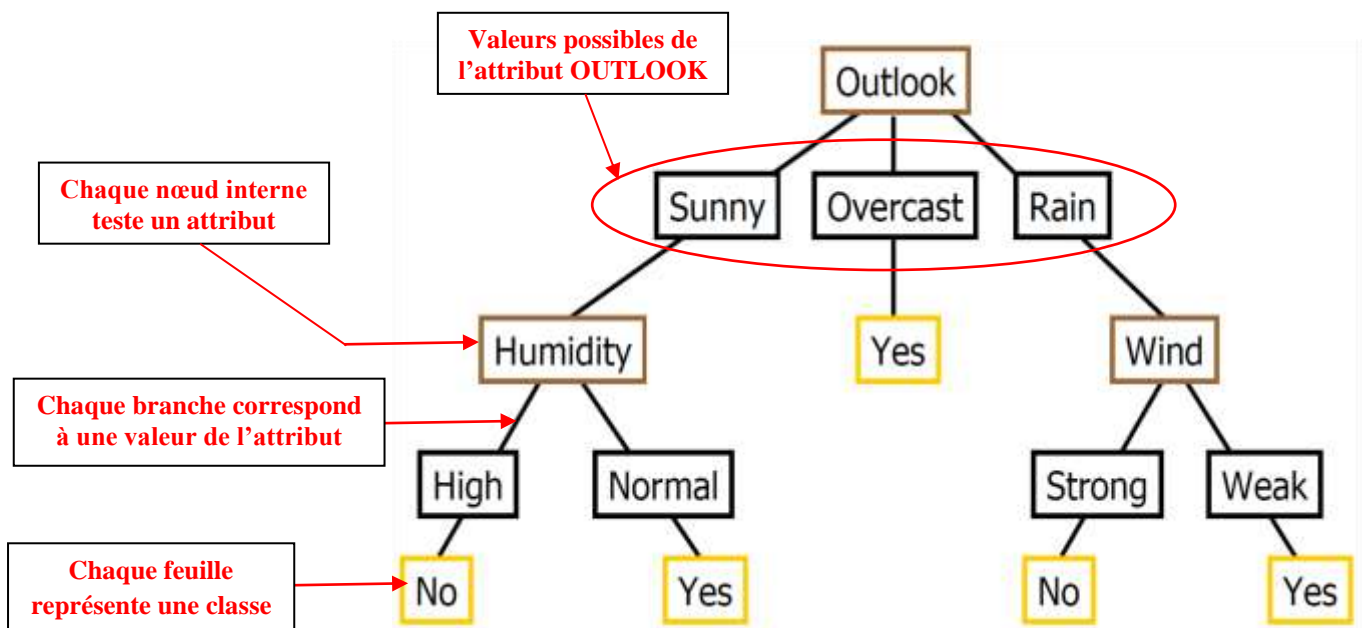 Valeurs possibles de
l'attribut OUTLOOK
Outlook
Chaque nœud interne
teste un attribut
Sunny
Overcast
Rain
Humidity
Yes
Wind
Chaque branche correspond
à une valeur de l'attribut
High
Normal
Strong
Weak
Chaque feuille
représente une classe
No
Yes
No
Yes